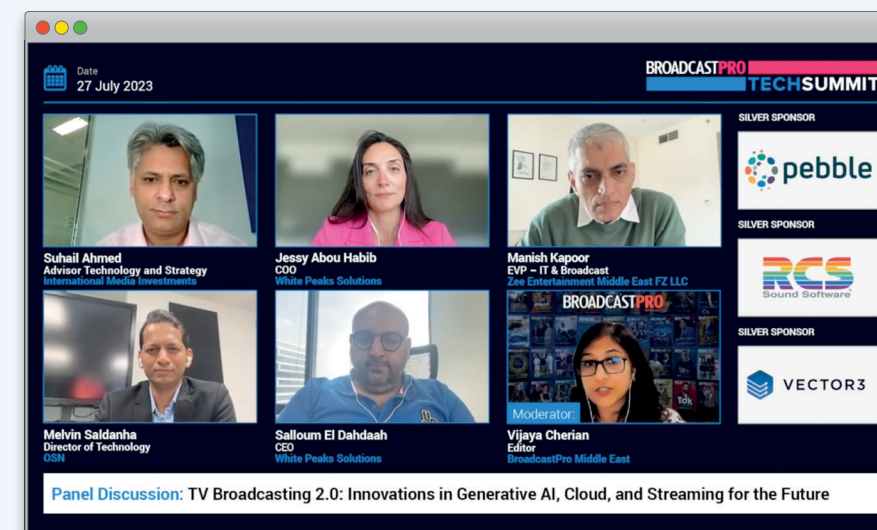 Date
27 July 2023
BROADCASTPRO
TECHSUMMIT
SILVER SPONSOR
pebble
Suhail Ahmed
Advisor Technology and Strategy
International Media Investments
Jessy Abou Habib
COO
White Peaks Solutions
Manish Kapoor
EVP – IT & Broadcast
Zee Entertainment Middle East FZ LLC
SILVER SPONSOR
RCS
Sound Software
BROADCASTPRO
Moderator:
SILVER SPONSOR
VECTOR3
Melvin Saldanha
Director of Technology
OSN
Salloum El Dahdaah
CEO
White Peaks Solutions
Vijaya Cherian
Editor
BroadcastPro Middle East
Panel Discussion: TV Broadcasting 2.0: Innovations in Generative AI, Cloud, and Streaming for the Future